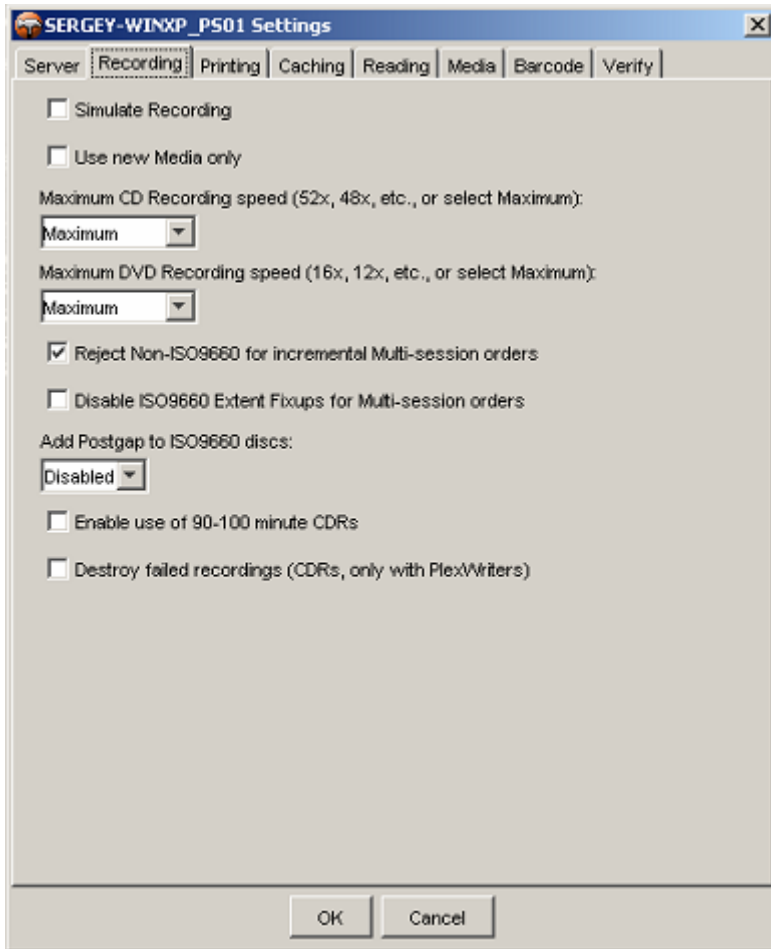 SERGEY-WINXP_PS01 Settings
Server Recording Printing Caching Reading Media Barcode Verify
Simulate Recording
Use new Media only
Maximum CD Recording speed (52x, 48x, etc., or select Maximum):
Maximum
Maximum DVD Recording speed (16x, 12x, etc., or select Maximum):
Maximum
Reject Non-ISO9660 for incremental Multi-session orders
Disable ISO9660 Extent Fixups for Multi-session orders
Add Postgap to ISO9660 discs:
Disabled
Enable use of 90-100 minute CDRs
Destroy failed recordings (CDRs, only with PlexWriters)
OK Cancel